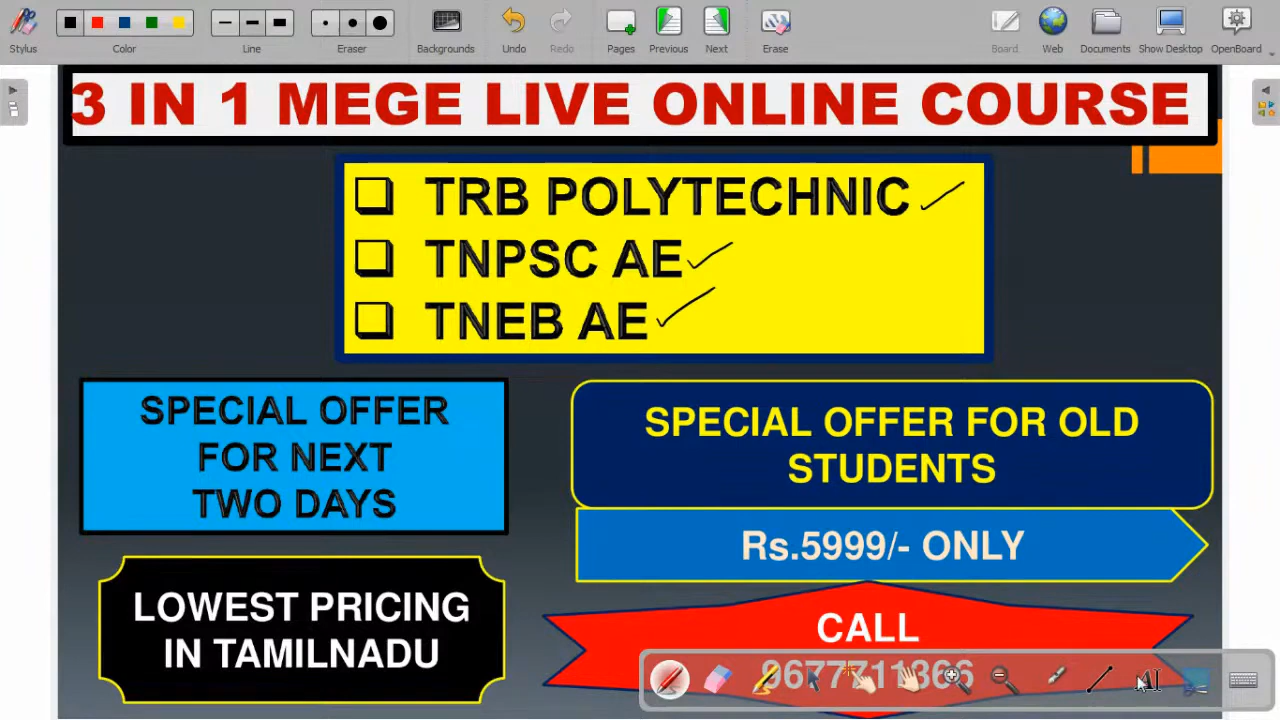 Stylus
Color
Line
Eraser
Backgrounds
Undo
Redo
Pages
Previous
Next
Erase
Board
Web
Documents
Show Desktop
OpenBoard
3 IN 1 MEGE LIVE ONLINE COURSE
TRB POLYTECHNIC
TNPSC AE
TNEB AE
SPECIAL OFFER
FOR NEXT
TWO DAYS
SPECIAL OFFER FOR OLD
STUDENTS
Rs.5999/- ONLY
LOWEST PRICING
IN TAMILNADU
CALL
9677711366